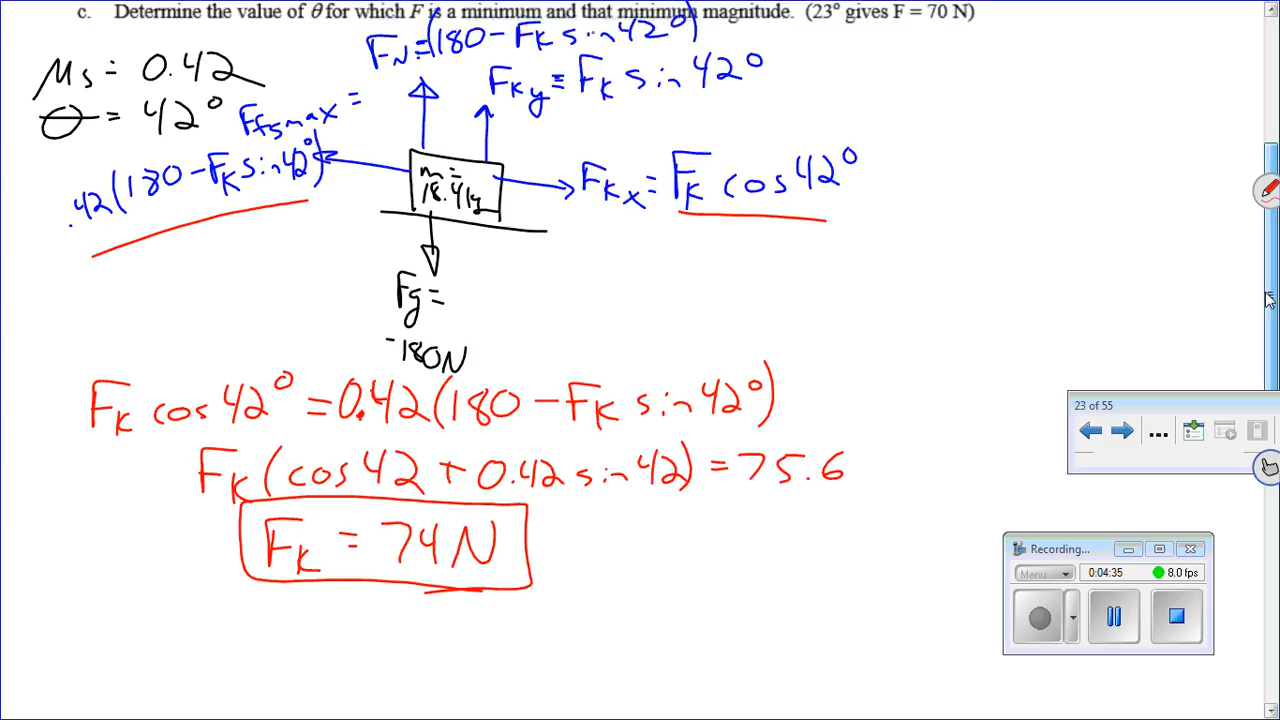 c. Determine the value of θ for which F is a minimum and that minimum magnitude. (23° gives F = 70 N)
μs = 0.42
θ = 42°
FN = (180 - FK sin 42°)
FKy = FK sin 42°
Ffsmax =
.42(180 - FK sin 42°)
m =
18.4 kg
FKx = FK cos 42°
Fg =
-180N
FK cos 42° = 0.42(180 - FK sin 42°)
FK (cos 42 + 0.42 sin 42) = 75.6
FK = 74 N
23 of 55
...
Recording...
Menu
0:04:35
8.0 fps